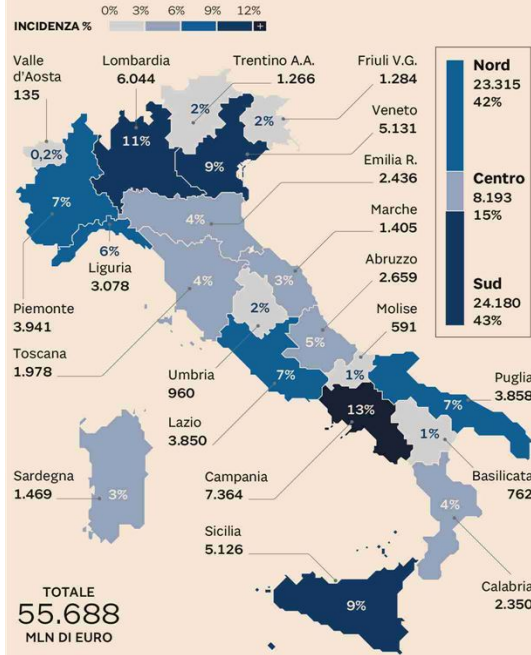 INCIDENZA %
0% 3% 6% 9% 12% +
Valle
d'Aosta
135
Lombardia
6.044
Trentino A.A.
1.266
Friuli V.G.
1.284
Veneto
5.131
Emilia R.
2.436
Marche
1.405
Abruzzo
2.659
Molise
591
Nord
23.315
42%
Centro
8.193
15%
Sud
24.180
43%
0,2%
11%
2%
2%
9%
7%
4%
6%
Liguria
3.078
4%
3%
2%
5%
Piemonte
3.941
Toscana
1.978
Umbria
960
7%
1%
Lazio
3.850
13%
7%
Puglia
3.858
1%
Basilicata
762
Sardegna
1.469
3%
Campania
7.364
4%
Calabria
2.350
Sicilia
5.126
9%
TOTALE
55.688
MLN DI EURO